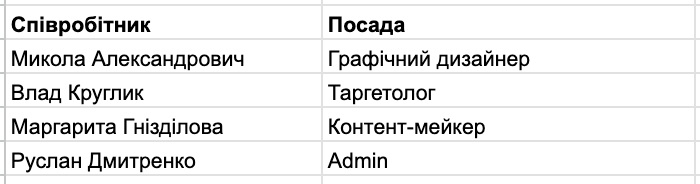 Співробітник Посада
Микола Александрович Графічний дизайнер
Влад Круглик Таргетолог
Маргарита Гнізділова Контент-мейкер
Руслан Дмитренко Admin